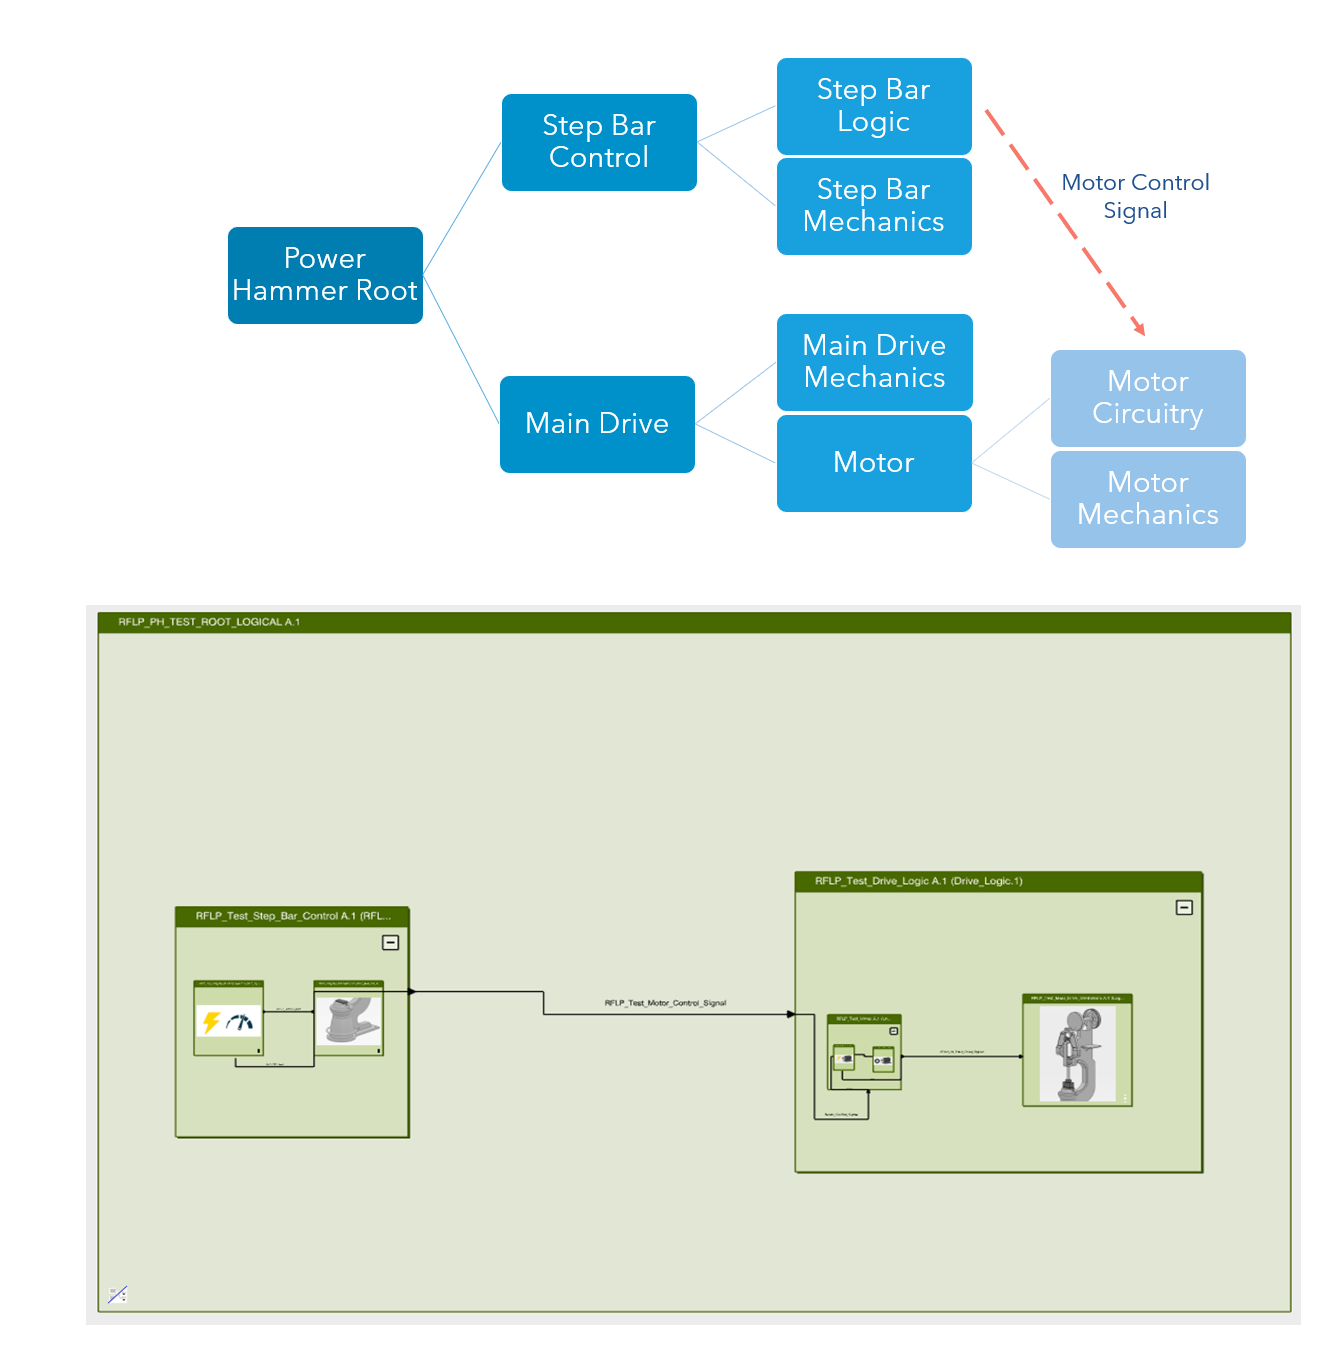 Step Bar
Logic
Step Bar
Control
Motor Control
Signal
Step Bar
Mechanics
Power
Hammer Root
Main Drive
Mechanics
Motor
Circuitry
Main Drive
Motor
Motor
Mechanics
RFLP_PH_TEST_ROOT_LOGICAL A.1
RFLP_Test_Drive_Logic A.1 (Drive_Logic.1)
RFLP_Test_Step_Bar_Control A.1 (RFL...
RFLP_Test_Motor_Control_Signal